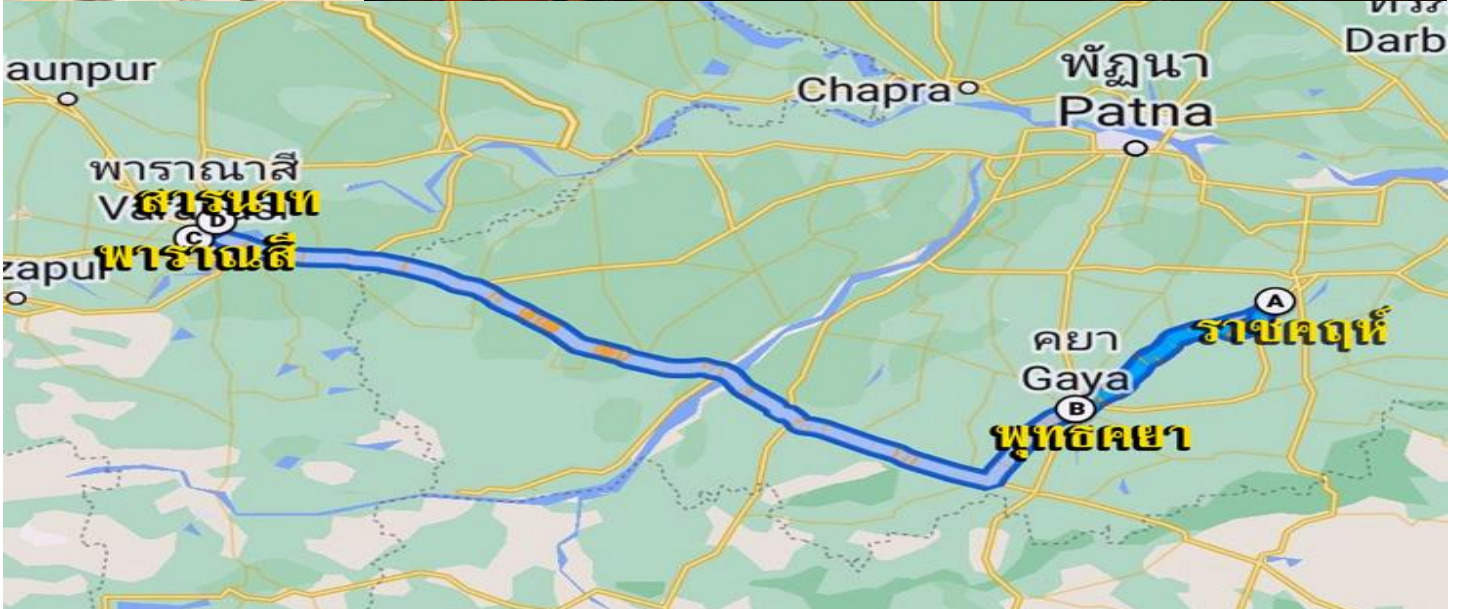 Darb
aunpur
Chapra
พัฏนา
Patna
พาราณาสี
สารนาท
D
C
พาราณสี
zapur
A
ราชคฤห์
คยา
Gaya
B
พุทธคยา